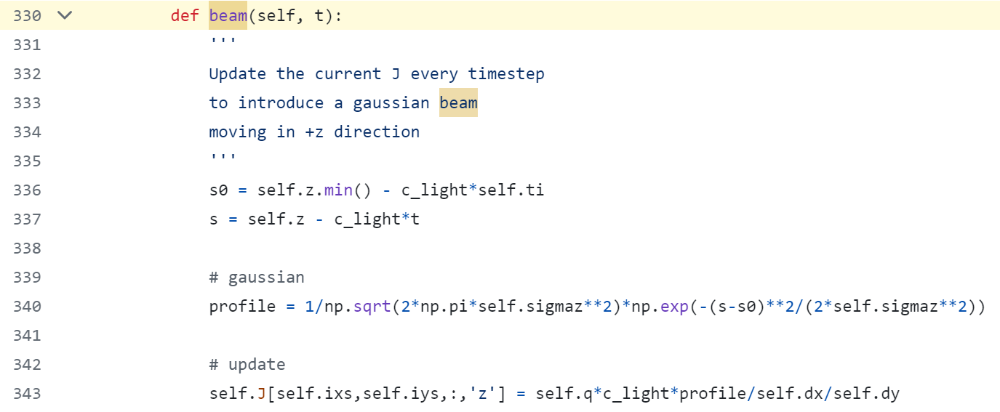 330 def beam(self, t):
331 '''
332 Update the current J every timestep
333 to introduce a gaussian beam
334 moving in +z direction
335 '''
336 s0 = self.z.min() - c_light*self.ti
337 s = self.z - c_light*t
338
339 # gaussian
340 profile = 1/np.sqrt(2*np.pi*self.sigmaz**2)*np.exp(-(s-s0)**2/(2*self.sigmaz**2))
341
342 # update
343 self.J[self.ixs,self.iys,:,'z'] = self.q*c_light*profile/self.dx/self.dy